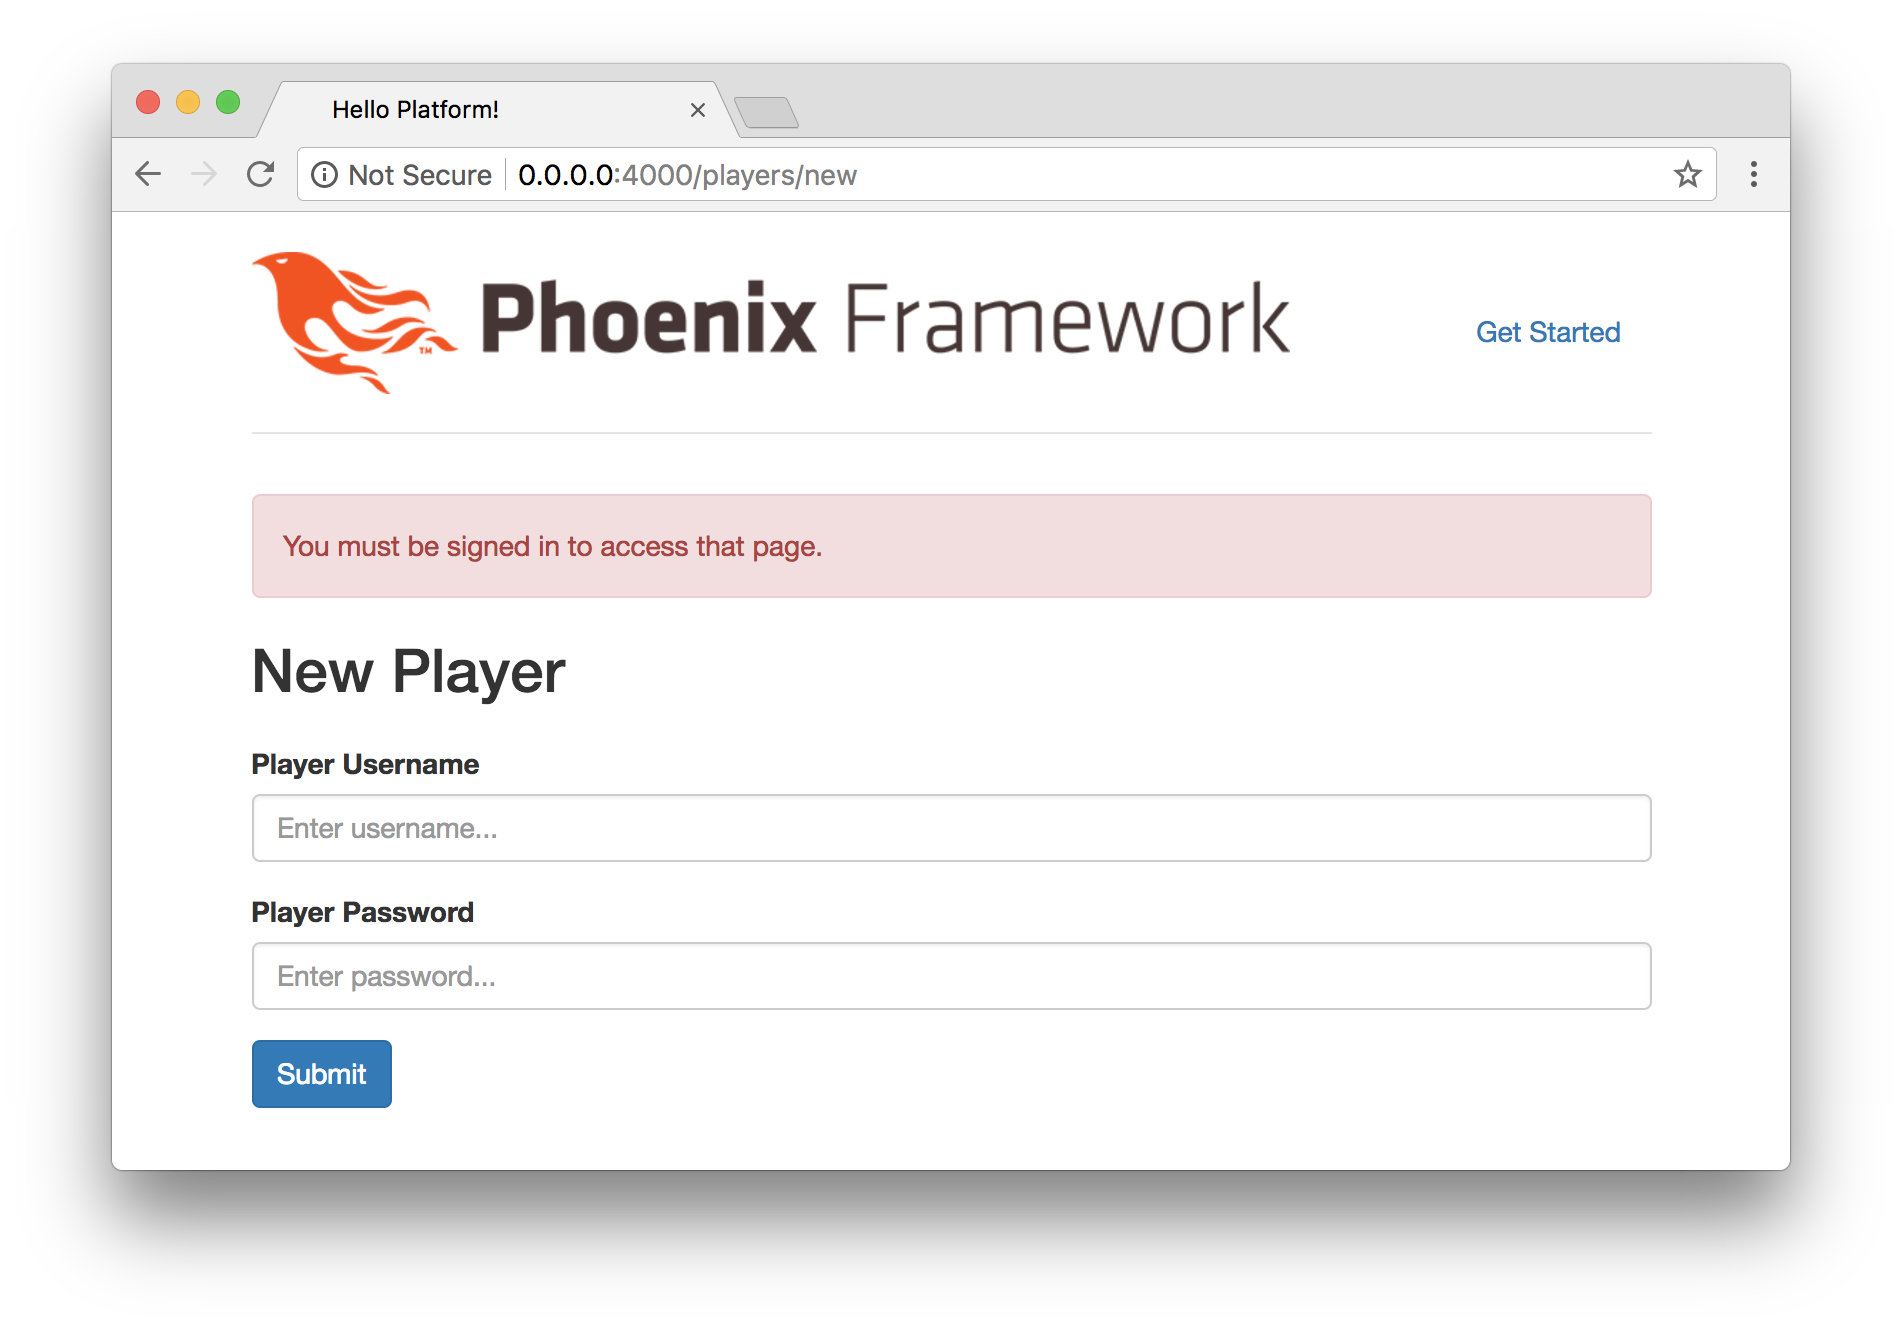 Hello Platform!
Not Secure 0.0.0.0:4000/players/new
Phoenix Framework
™
Get Started
You must be signed in to access that page.
New Player
Player Username
Enter username...
Player Password
Enter password...
Submit